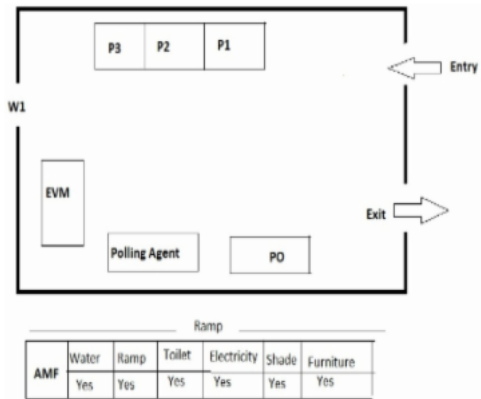 P3 P2 P1
Entry
W1
EVM
Exit
Polling Agent
PO
Ramp
AMF Water Ramp Toilet Electricity Shade Furniture
Yes Yes Yes Yes Yes Yes